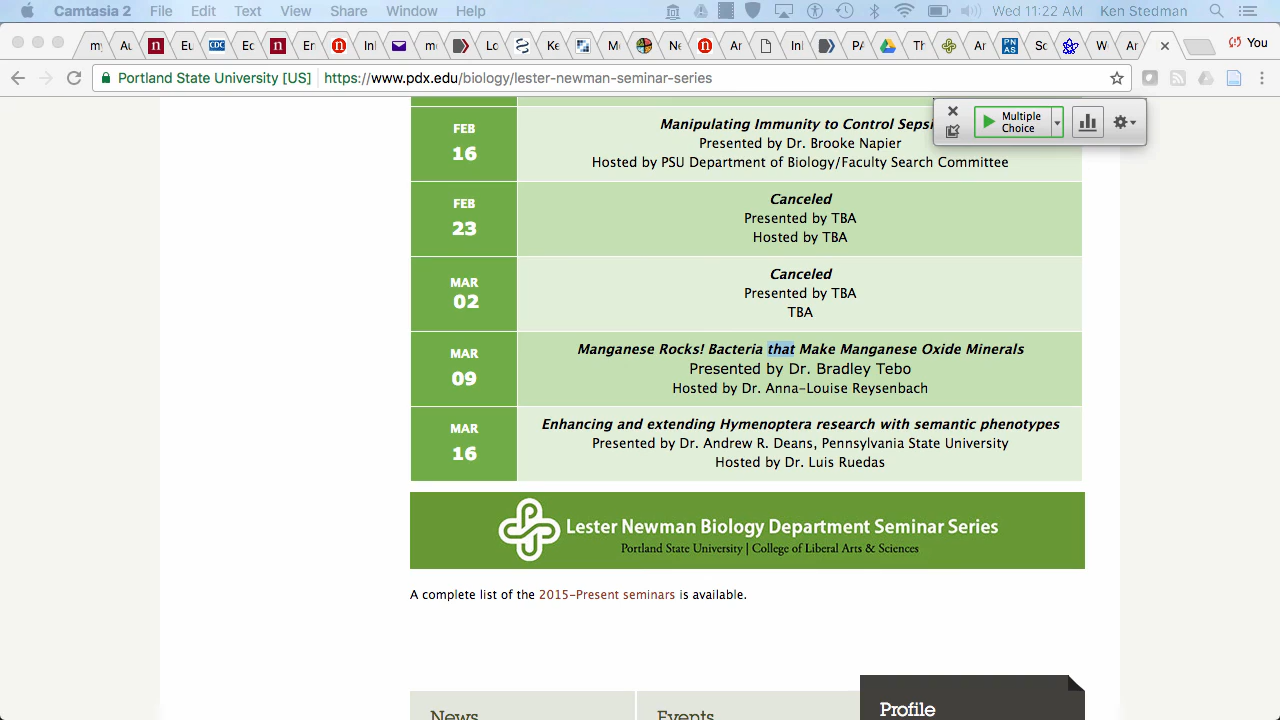 Camtasia 2 File Edit Text View Share Window Help Wed 11:22 AM Ken Stedman
You
Portland State University [US] https://www.pdx.edu/biology/lester-newman-seminar-series
Multiple
Choice
FEB
16
Manipulating Immunity to Control
Presented by Dr. Brooke Napier
Hosted by PSU Department of Biology/Faculty Search Committee
FEB
23
Canceled
Presented by TBA
Hosted by TBA
MAR
02
Canceled
Presented by TBA
TBA
MAR
09
Manganese Rocks! Bacteria that Make Manganese Oxide Minerals
Presented by Dr. Bradley Tebo
Hosted by Dr. Anna-Louise Reysenbach
MAR
16
Enhancing and extending Hymenoptera research with semantic phenotypes
Presented by Dr. Andrew R. Deans, Pennsylvania State University
Hosted by Dr. Luis Ruedas
Lester Newman Biology Department Seminar Series
Portland State University | College of Liberal Arts & Sciences
A complete list of the 2015-Present seminars is available.
News Events Profile